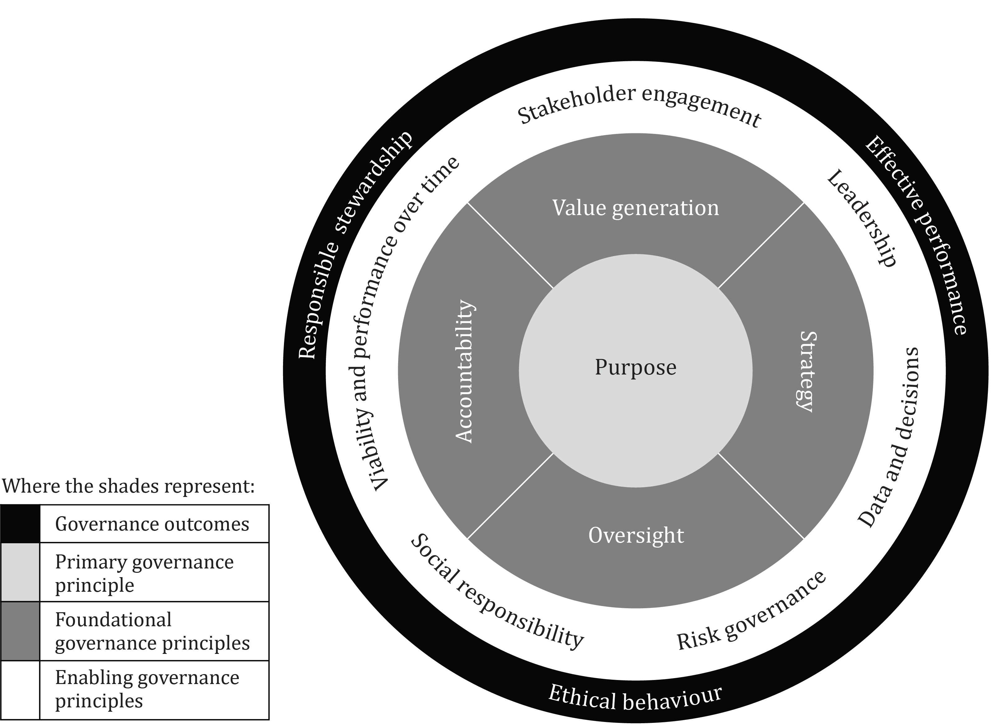 Stakeholder engagement
Responsible stewardship
Effective performance
Leadership
Viability and performance over time
Value generation
Accountability
Purpose
Strategy
Data and decisions
Oversight
Social responsibility
Risk governance
Ethical behaviour
Where the shades represent:
Governance outcomes
Primary governance
principle
Foundational
governance principles
Enabling governance
principles